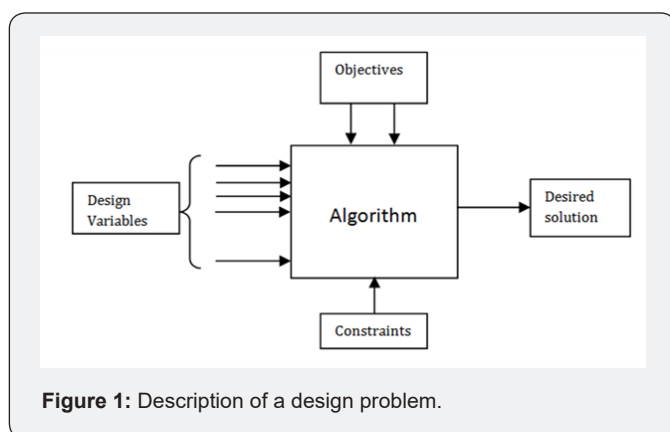 Objectives
Design
Variables
Algorithm
Desired
solution
Constraints
Figure 1: Description of a design problem.